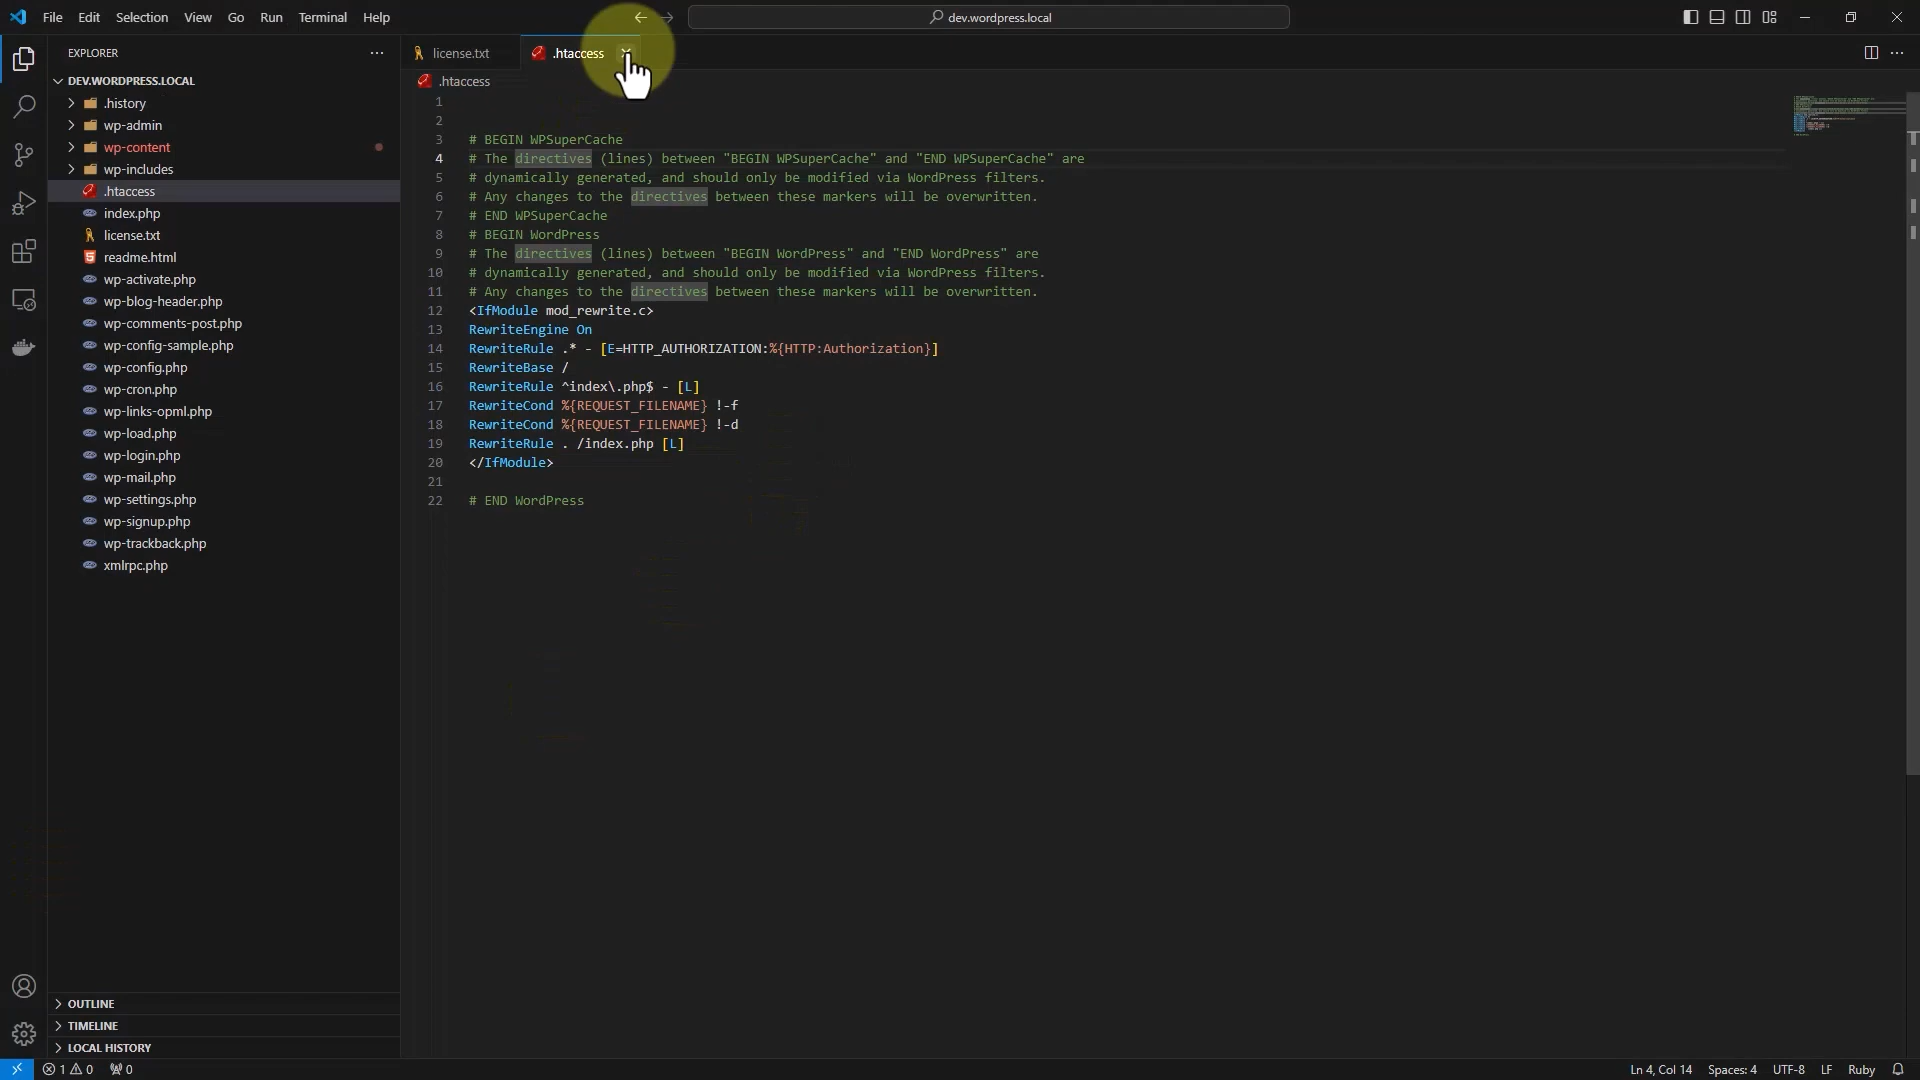 File Edit Selection View Go Run Terminal Help
dev.wordpress.local
EXPLORER
DEV.WORDPRESS.LOCAL
.history
wp-admin
wp-content
wp-includes
.htaccess
index.php
license.txt
readme.html
wp-activate.php
wp-blog-header.php
wp-comments-post.php
wp-config-sample.php
wp-config.php
wp-cron.php
wp-links-opml.php
wp-load.php
wp-login.php
wp-mail.php
wp-settings.php
wp-signup.php
wp-trackback.php
xmlrpc.php
OUTLINE
TIMELINE
LOCAL HISTORY
license.txt .htaccess
.htaccess
1
2
3 # BEGIN WPSuperCache
4 # The directives (lines) between "BEGIN WPSuperCache" and "END WPSuperCache" are
5 # dynamically generated, and should only be modified via WordPress filters.
6 # Any changes to the directives between these markers will be overwritten.
7 # END WPSuperCache
8 # BEGIN WordPress
9 # The directives (lines) between "BEGIN WordPress" and "END WordPress" are
10 # dynamically generated, and should only be modified via WordPress filters.
11 # Any changes to the directives between these markers will be overwritten.
12 <IfModule mod_rewrite.c>
13 RewriteEngine On
14 RewriteRule .* - [E=HTTP_AUTHORIZATION:%{HTTP:Authorization}]
15 RewriteBase /
16 RewriteRule ^index\.php$ - [L]
17 RewriteCond %{REQUEST_FILENAME} !-f
18 RewriteCond %{REQUEST_FILENAME} !-d
19 RewriteRule . /index.php [L]
20 </IfModule>
21
22 # END WordPress
1 0 0
Ln 4, Col 14 Spaces: 4 UTF-8 LF Ruby